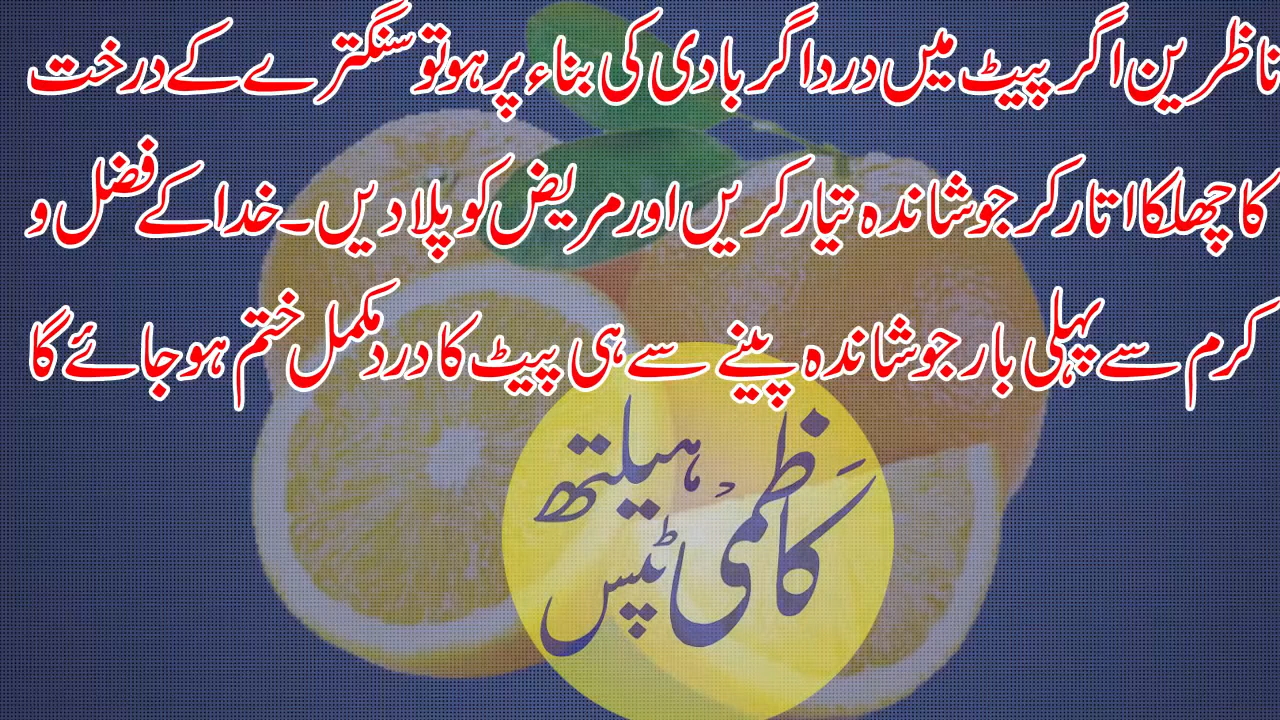 ناظرین اگر پیٹ میں درد اگر بادی کی بناء پر ہو تو سنگترے کے درخت
کا چھلکا اتار کر جوشاندہ تیار کریں اور مریض کو پلا دیں۔ خدا کے فضل و
کرم سے پہلی بار جوشاندہ پینے سے ہی پیٹ کا درد مکمل ختم ہو جائے گا
کاظمی ہیلتھ
ٹپس